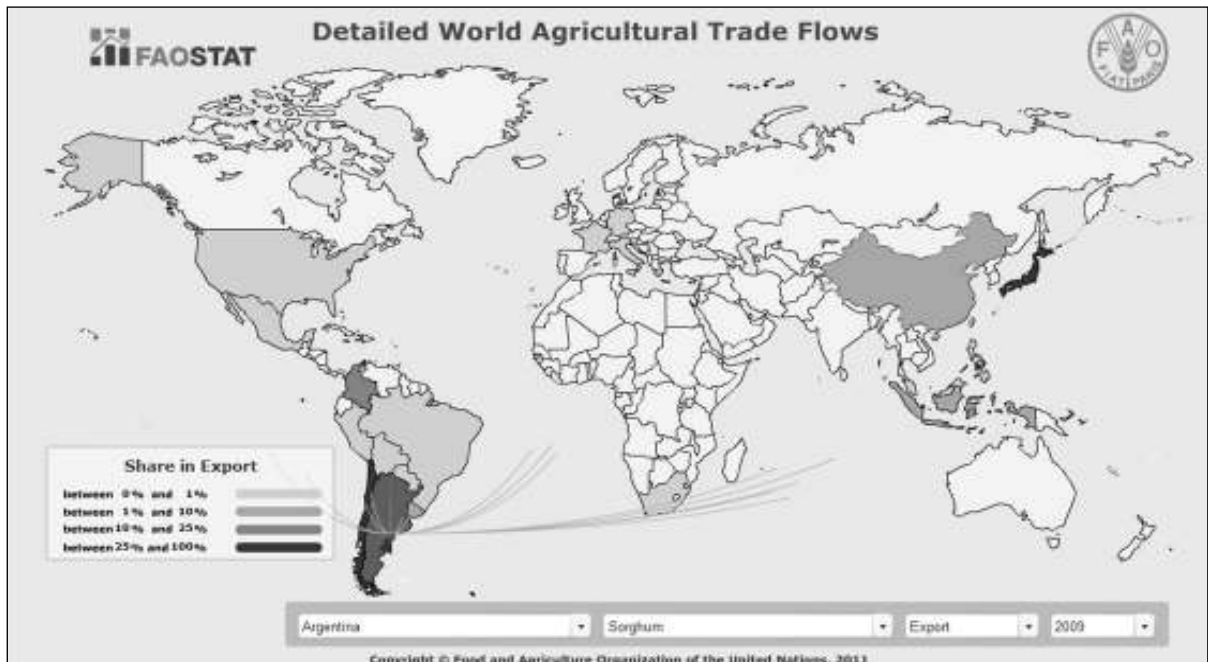 Detailed World Agricultural Trade Flows
FAOSTAT
F A O
FIAT PANIS
Share in Export
between 0% and 1%
between 1% and 10%
between 10% and 25%
between 25% and 100%
Argentina
Sorghum
Export
2009
Copyright © Food and Agriculture Organization of the United Nations, 2011